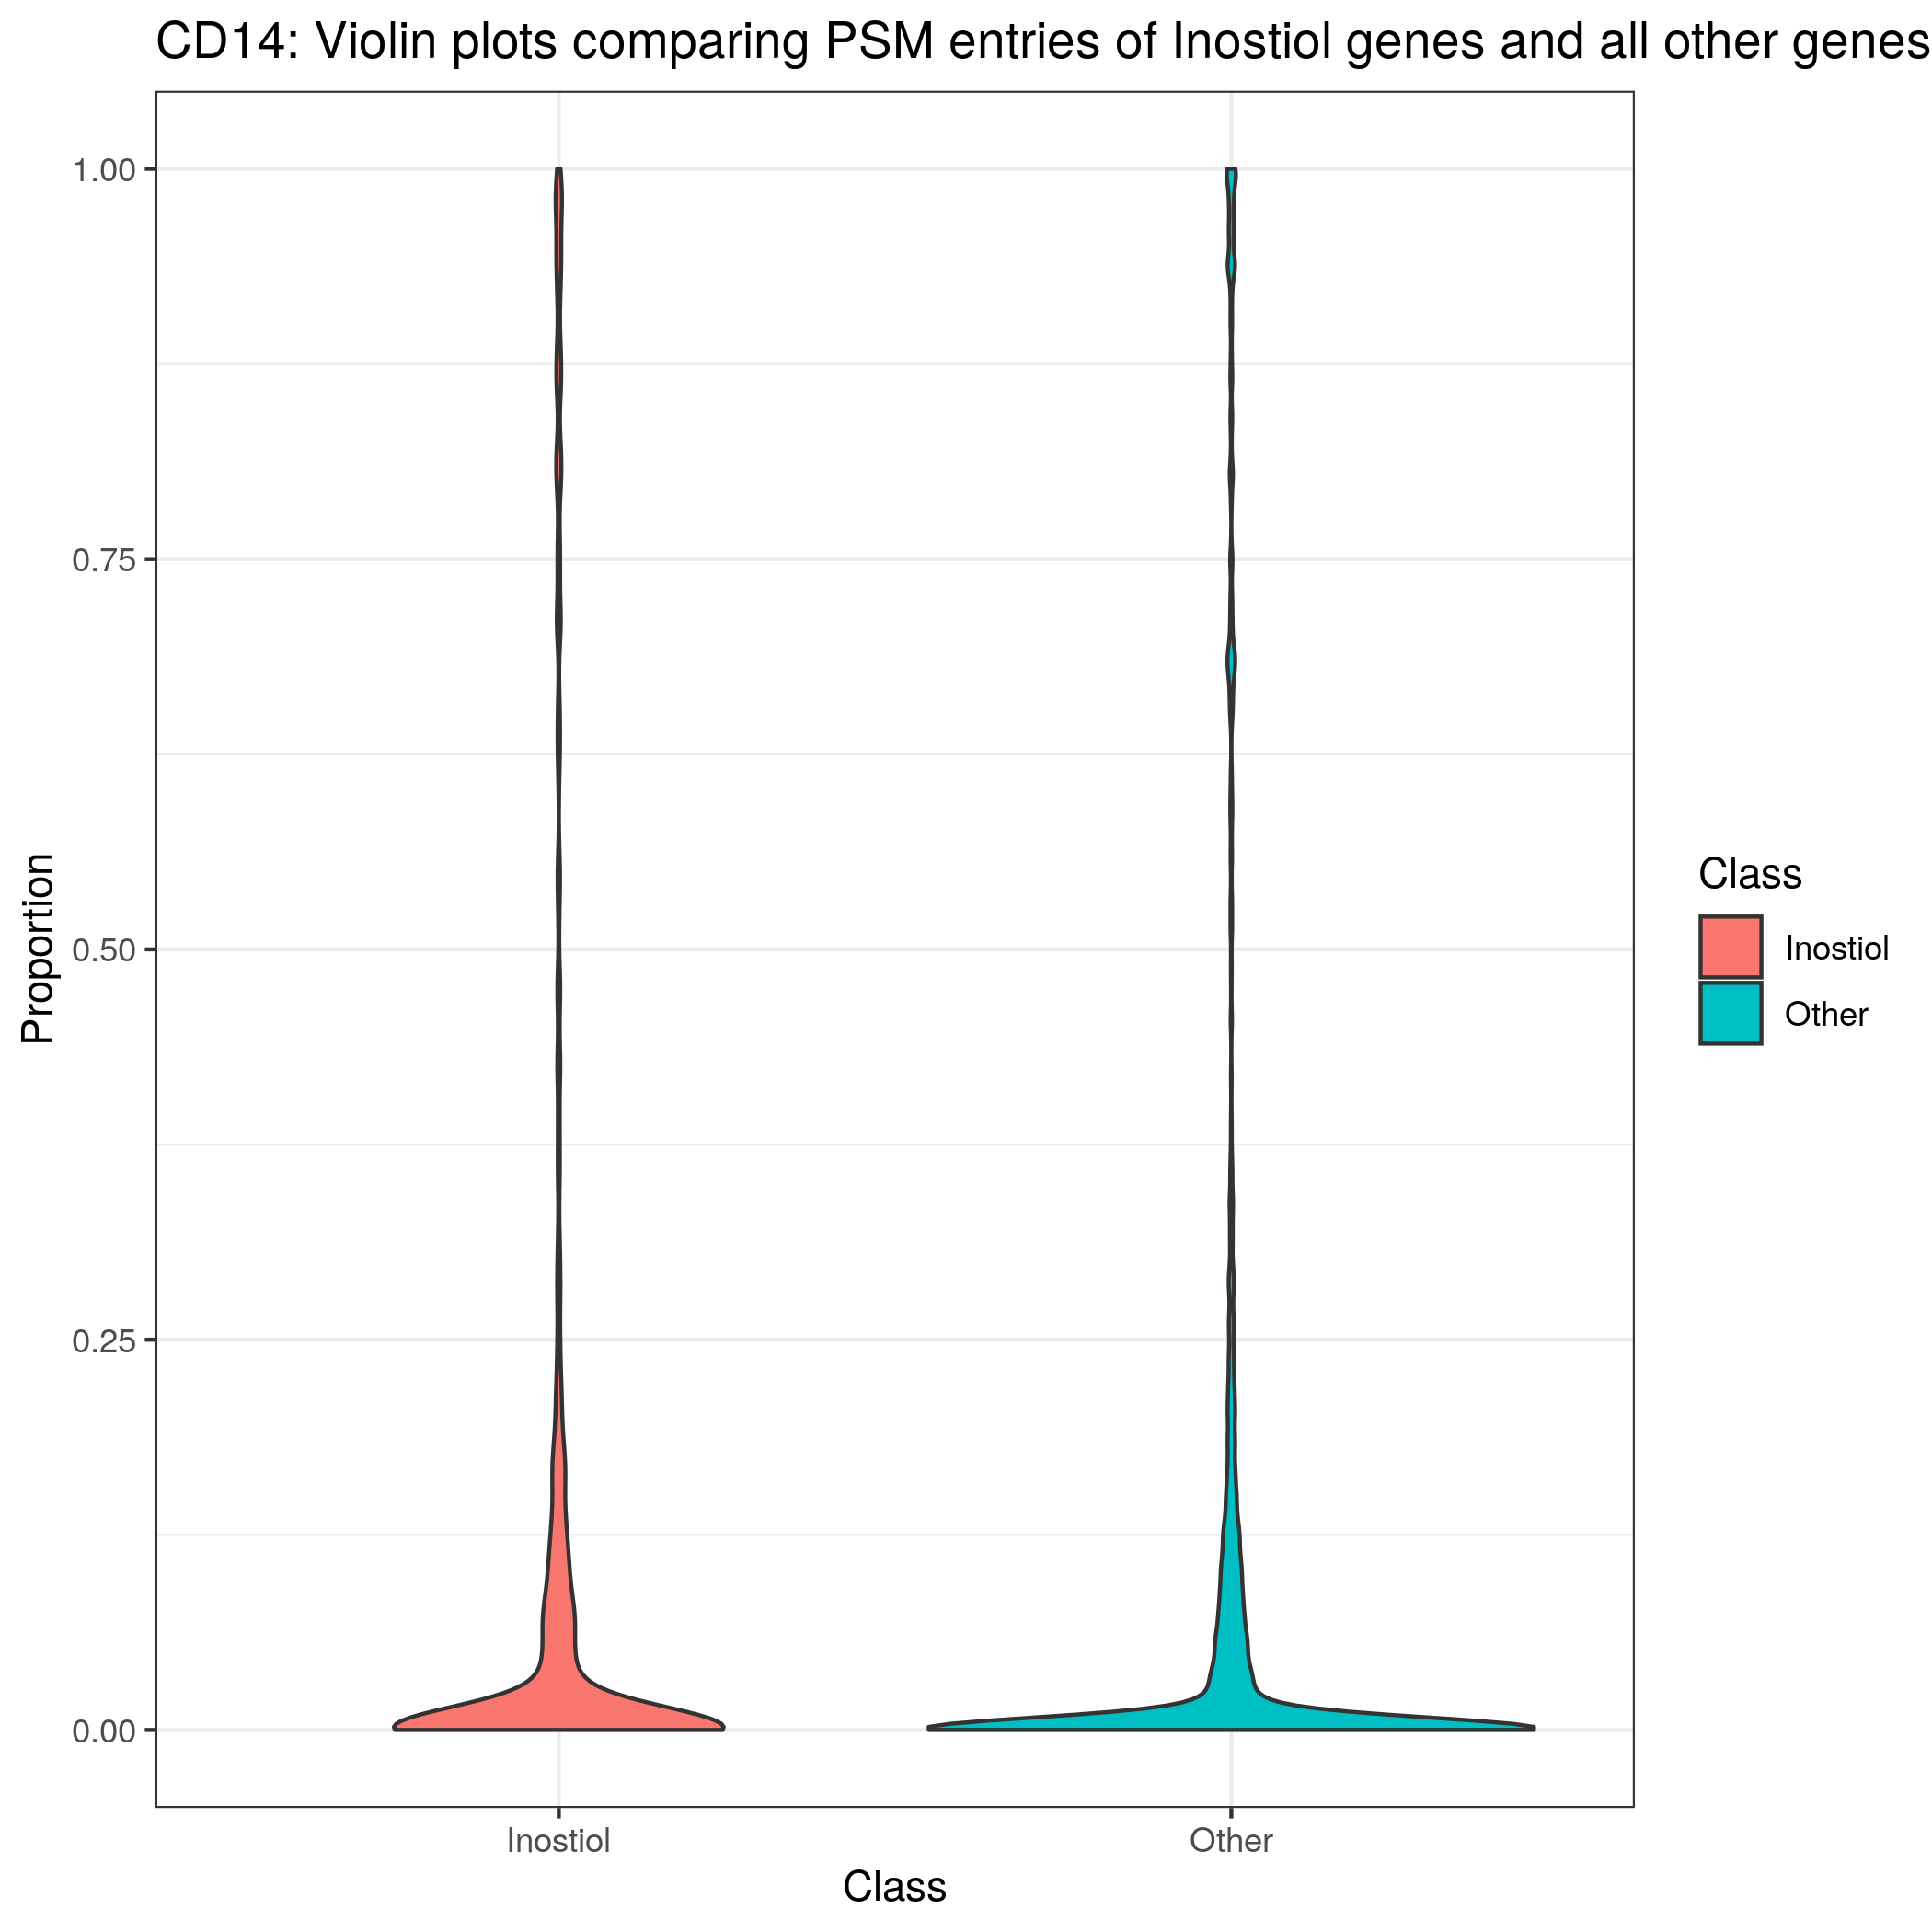 CD14: Violin plots comparing PSM entries of Inostiol genes and all other genes
1.00
0.75
0.50
0.25
0.00
Proportion
Inostiol
Other
Class
Class
Inostiol
Other